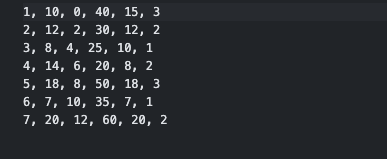 1, 10, 0, 40, 15, 3
2, 12, 2, 30, 12, 2
3, 8, 4, 25, 10, 1
4, 14, 6, 20, 8, 2
5, 18, 8, 50, 18, 3
6, 7, 10, 35, 7, 1
7, 20, 12, 60, 20, 2